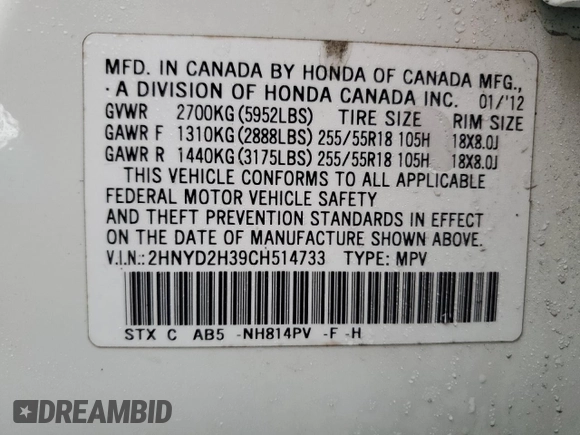 MFD. IN CANADA BY HONDA OF CANADA MFG.,
·A DIVISION OF HONDA CANADA INC. 01/'12
GVWR 2700KG(5952LBS) TIRE SIZE RIM SIZE
GAWR F 1310KG(2888LBS) 255/55R18 105H 18X8.0J
GAWR R 1440KG(3175LBS) 255/55R18 105H 18X8.0J
THIS VEHICLE CONFORMS TO ALL APPLICABLE
FEDERAL MOTOR VEHICLE SAFETY
AND THEFT PREVENTION STANDARDS IN EFFECT
ON THE DATE OF MANUFACTURE SHOWN ABOVE.
V.I.N.:2HNYD2H39CH514733 TYPE: MPV
STX C AB5 -NH814PV -F -H
DREAMBID